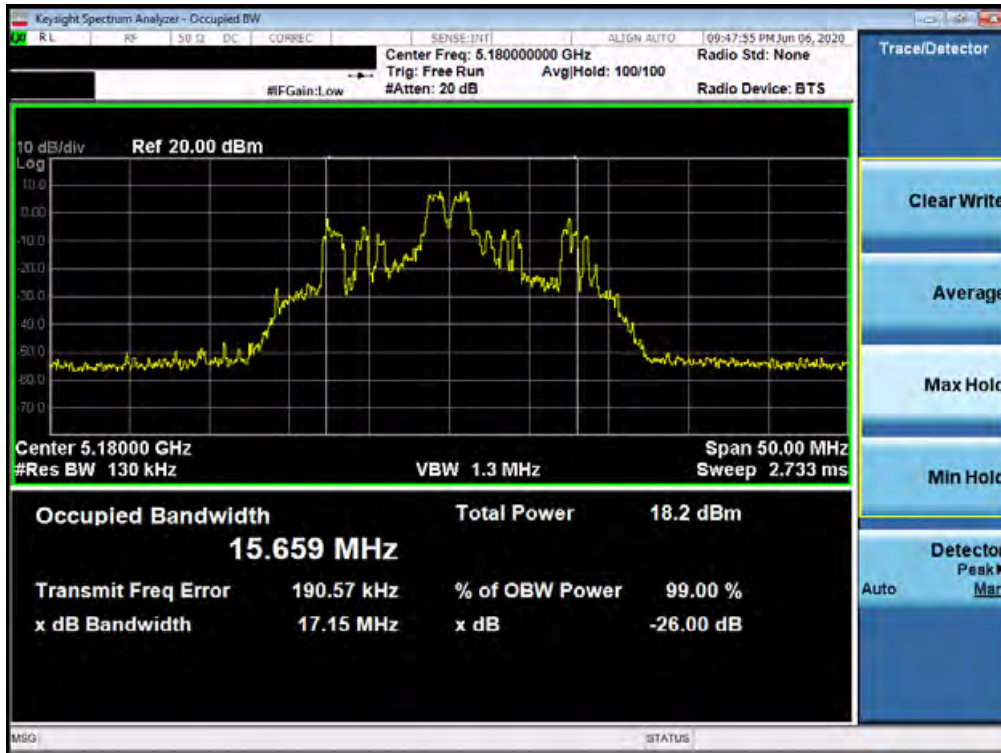 Keysight Spectrum Analyzer - Occupied BW
LXI RL RF 50 Ω DC CORREC SENSE:INT ALIGN AUTO 09:47:55 PM Jun 06, 2020
Center Freq: 5.180000000 GHz Radio Std: None
Trig: Free Run Avg|Hold: 100/100
#IFGain:Low #Atten: 20 dB Radio Device: BTS
Trace/Detector
10 dB/div Ref 20.00 dBm
Log
10.0
0.00
-10.0
-20.0
-30.0
-40.0
-50.0
-60.0
-70.0
Center 5.18000 GHz Span 50.00 MHz
#Res BW 130 kHz VBW 1.3 MHz Sweep 2.733 ms
Occupied Bandwidth Total Power 18.2 dBm
15.659 MHz
Transmit Freq Error 190.57 kHz % of OBW Power 99.00 %
x dB Bandwidth 17.15 MHz x dB -26.00 dB
Clear Write
Average
Max Hold
Min Hold
Detector
Peak
Auto Man
MSG STATUS